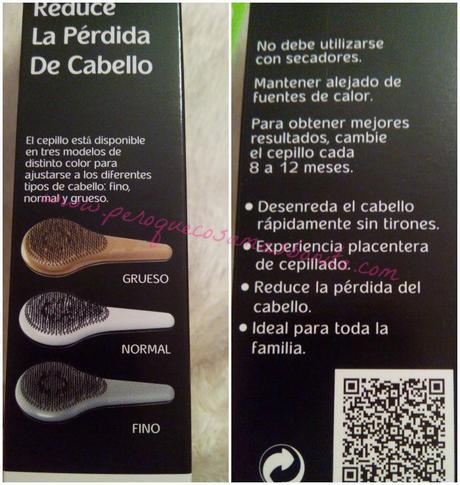 Reduce
La Pérdida
De Cabello
El cepillo está disponible
en tres modelos de
distinto color para
ajustarse a los diferentes
tipos de cabello: fino,
normal y grueso.
GRUESO
NORMAL
FINO
No debe utilizarse
con secadores.
Mantener alejado de
fuentes de calor.
Para obtener mejores
resultados, cambie
el cepillo cada
8 a 12 meses.
• Desenreda el cabello
rápidamente sin tirones.
• Experiencia placentera
de cepillado.
• Reduce la pérdida del
cabello.
• Ideal para toda la
familia.